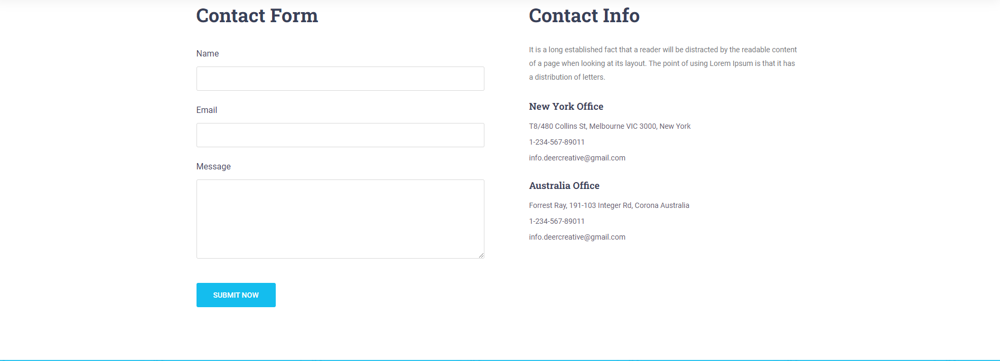 Contact Form
Name
Email
Message
SUBMIT NOW
Contact Info
It is a long established fact that a reader will be distracted by the readable content
of a page when looking at its layout. The point of using Lorem Ipsum is that it has
a distribution of letters.
New York Office
T8/480 Collins St, Melbourne VIC 3000, New York
1-234-567-89011
info.deercreative@gmail.com
Australia Office
Forrest Ray, 191-103 Integer Rd, Corona Australia
1-234-567-89011
info.deercreative@gmail.com